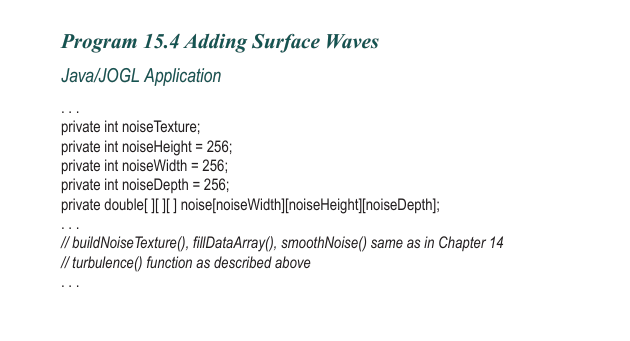 Program 15.4 Adding Surface Waves
Java/JOGL Application
. . .
private int noiseTexture;
private int noiseHeight = 256;
private int noiseWidth = 256;
private int noiseDepth = 256;
private double[ ][ ][ ] noise[noiseWidth][noiseHeight][noiseDepth];
. . .
// buildNoiseTexture(), fillDataArray(), smoothNoise() same as in Chapter 14
// turbulence() function as described above
. . .